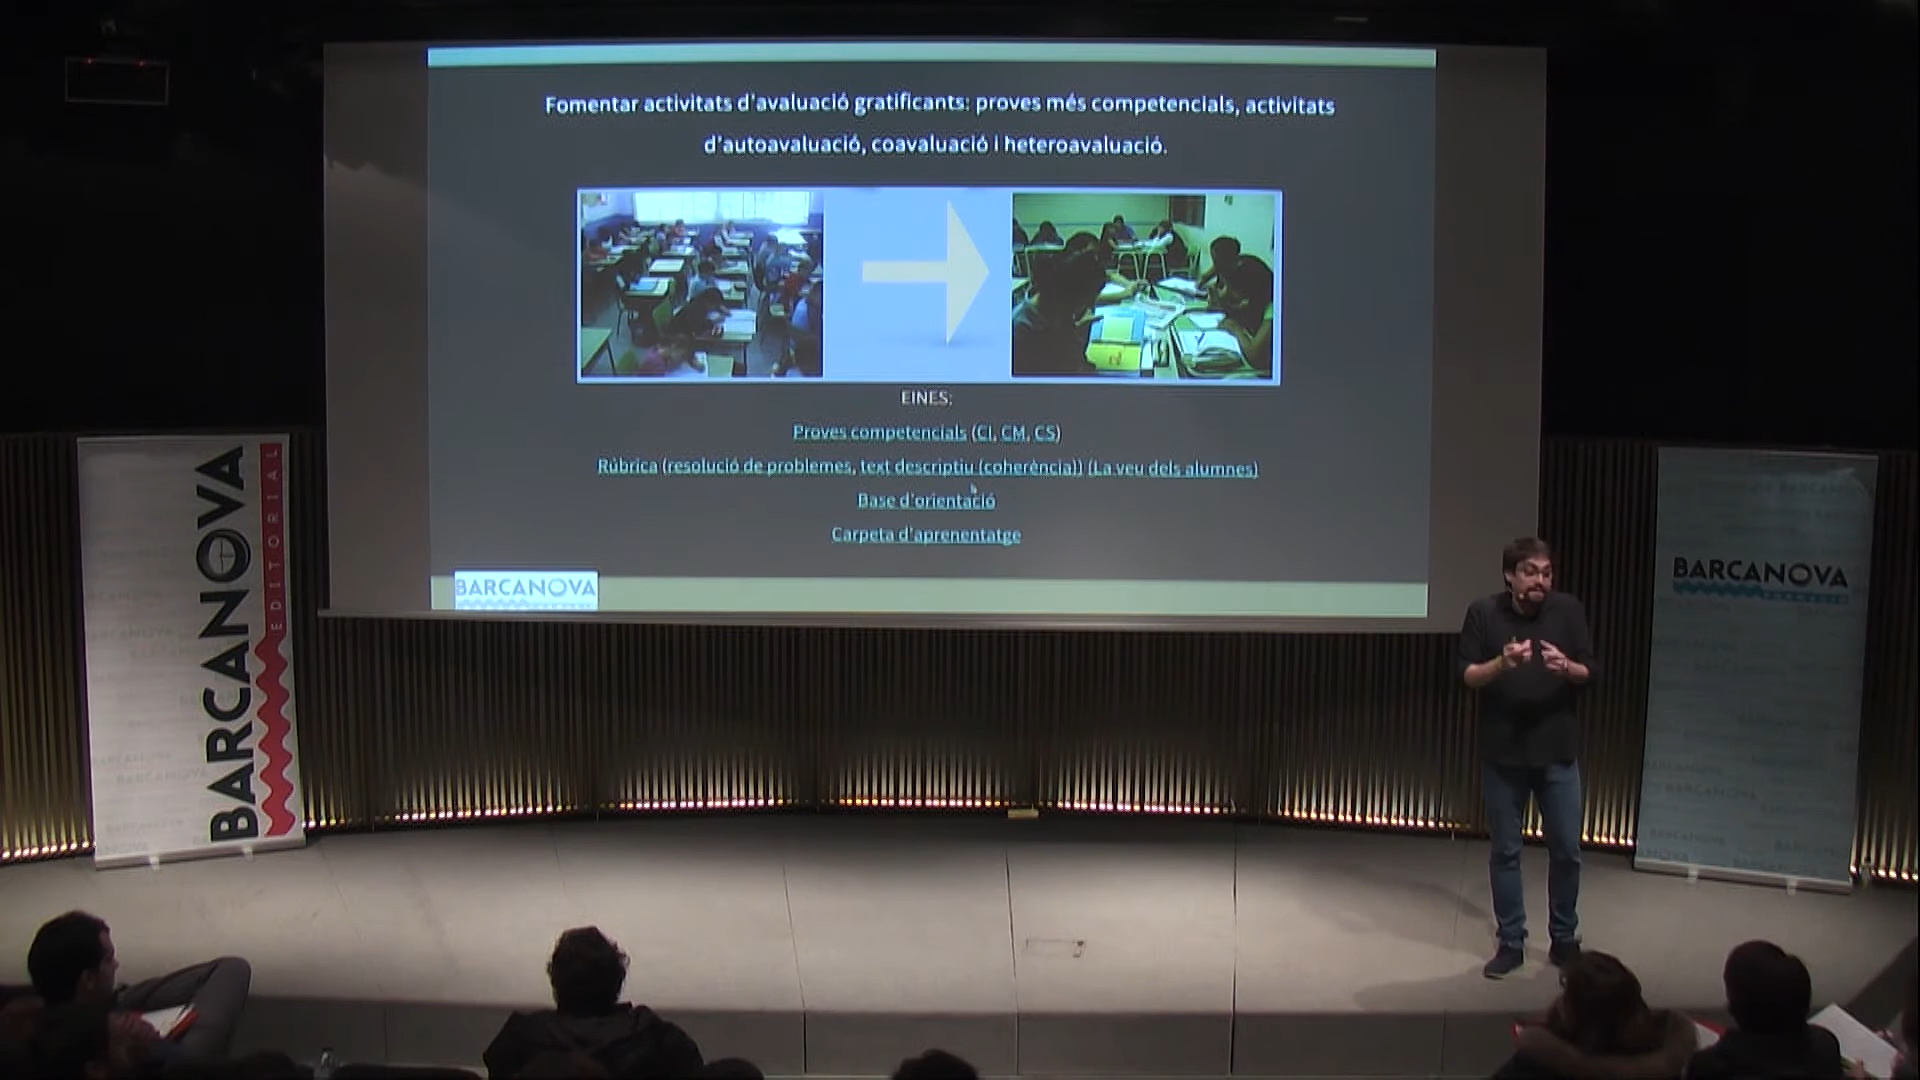 Fomentar activitats d'avaluació gratificants: proves més competencials, activitats
d'autoavaluació, coavaluació i heteroavaluació.
EINES:
Proves competencials (CI, CM, CS)
Rúbrica (resolució de problemes, text descriptiu (coherència)) (La veu dels alumnes)
Base d'orientació
Carpeta d'aprenentatge
BARCANOVA
BARCANOVA
EDITORIAL
BARCANOVA